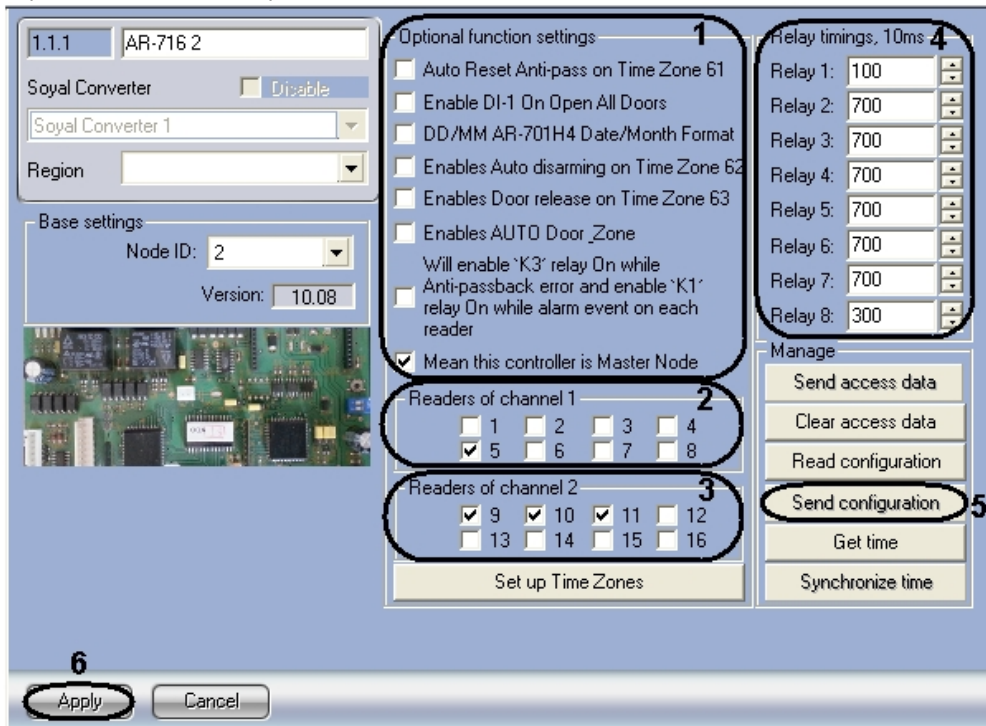 1.1.1 AR-716 2
Soyal Converter Disable
Soyal Converter 1
Region
Base settings
Node ID: 2
Version: 10.08
Optional function settings 1
Auto Reset Anti-pass on Time Zone 61
Enable DI-1 On Open All Doors
DD/MM AR-701H4 Date/Month Format
Enables Auto disarming on Time Zone 62
Enables Door release on Time Zone 63
Enables AUTO Door_Zone
Will enable `K3´ relay On while
Anti-passback error and enable `K1´
relay On while alarm event on each
reader
Mean this controller is Master Node
Readers of channel 1 2
1 2 3 4
5 6 7 8
Readers of channel 2 3
9 10 11 12
13 14 15 16
Set up Time Zones
Relay timings, 10ms 4
Relay 1: 100
Relay 2: 700
Relay 3: 700
Relay 4: 700
Relay 5: 700
Relay 6: 700
Relay 7: 700
Relay 8: 300
Manage
Send access data
Clear access data
Read configuration
Send configuration 5
Get time
Synchronize time
6
Apply Cancel